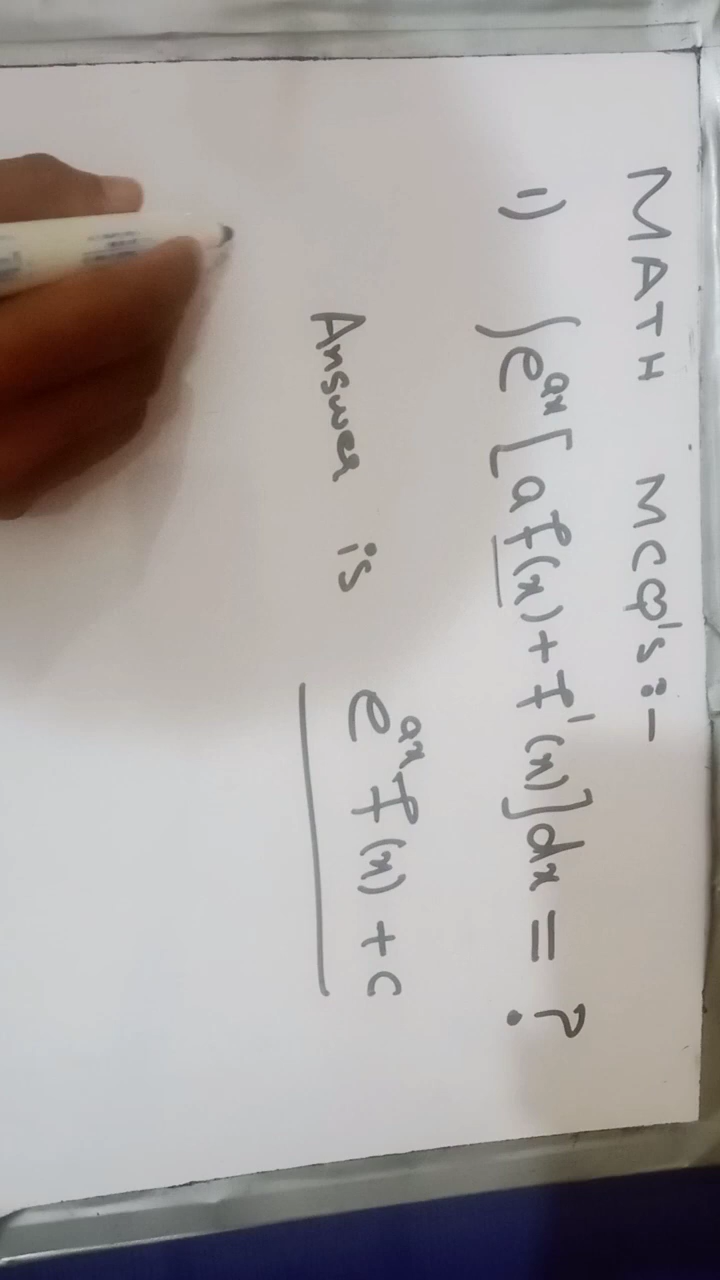 MATH MCQ's :-
1) ∫e^ax [af(x) + f'(x)]dx = ?
Answer is e^ax f(x) + c